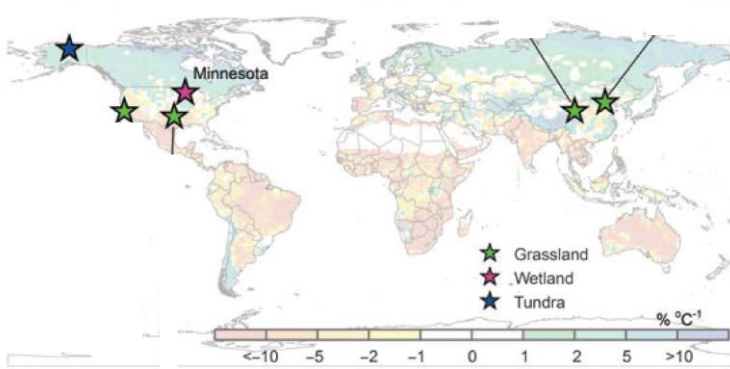 Minnesota
Grassland
Wetland
Tundra
% °C⁻¹
<-10 -5 -2 -1 0 1 2 5 >10